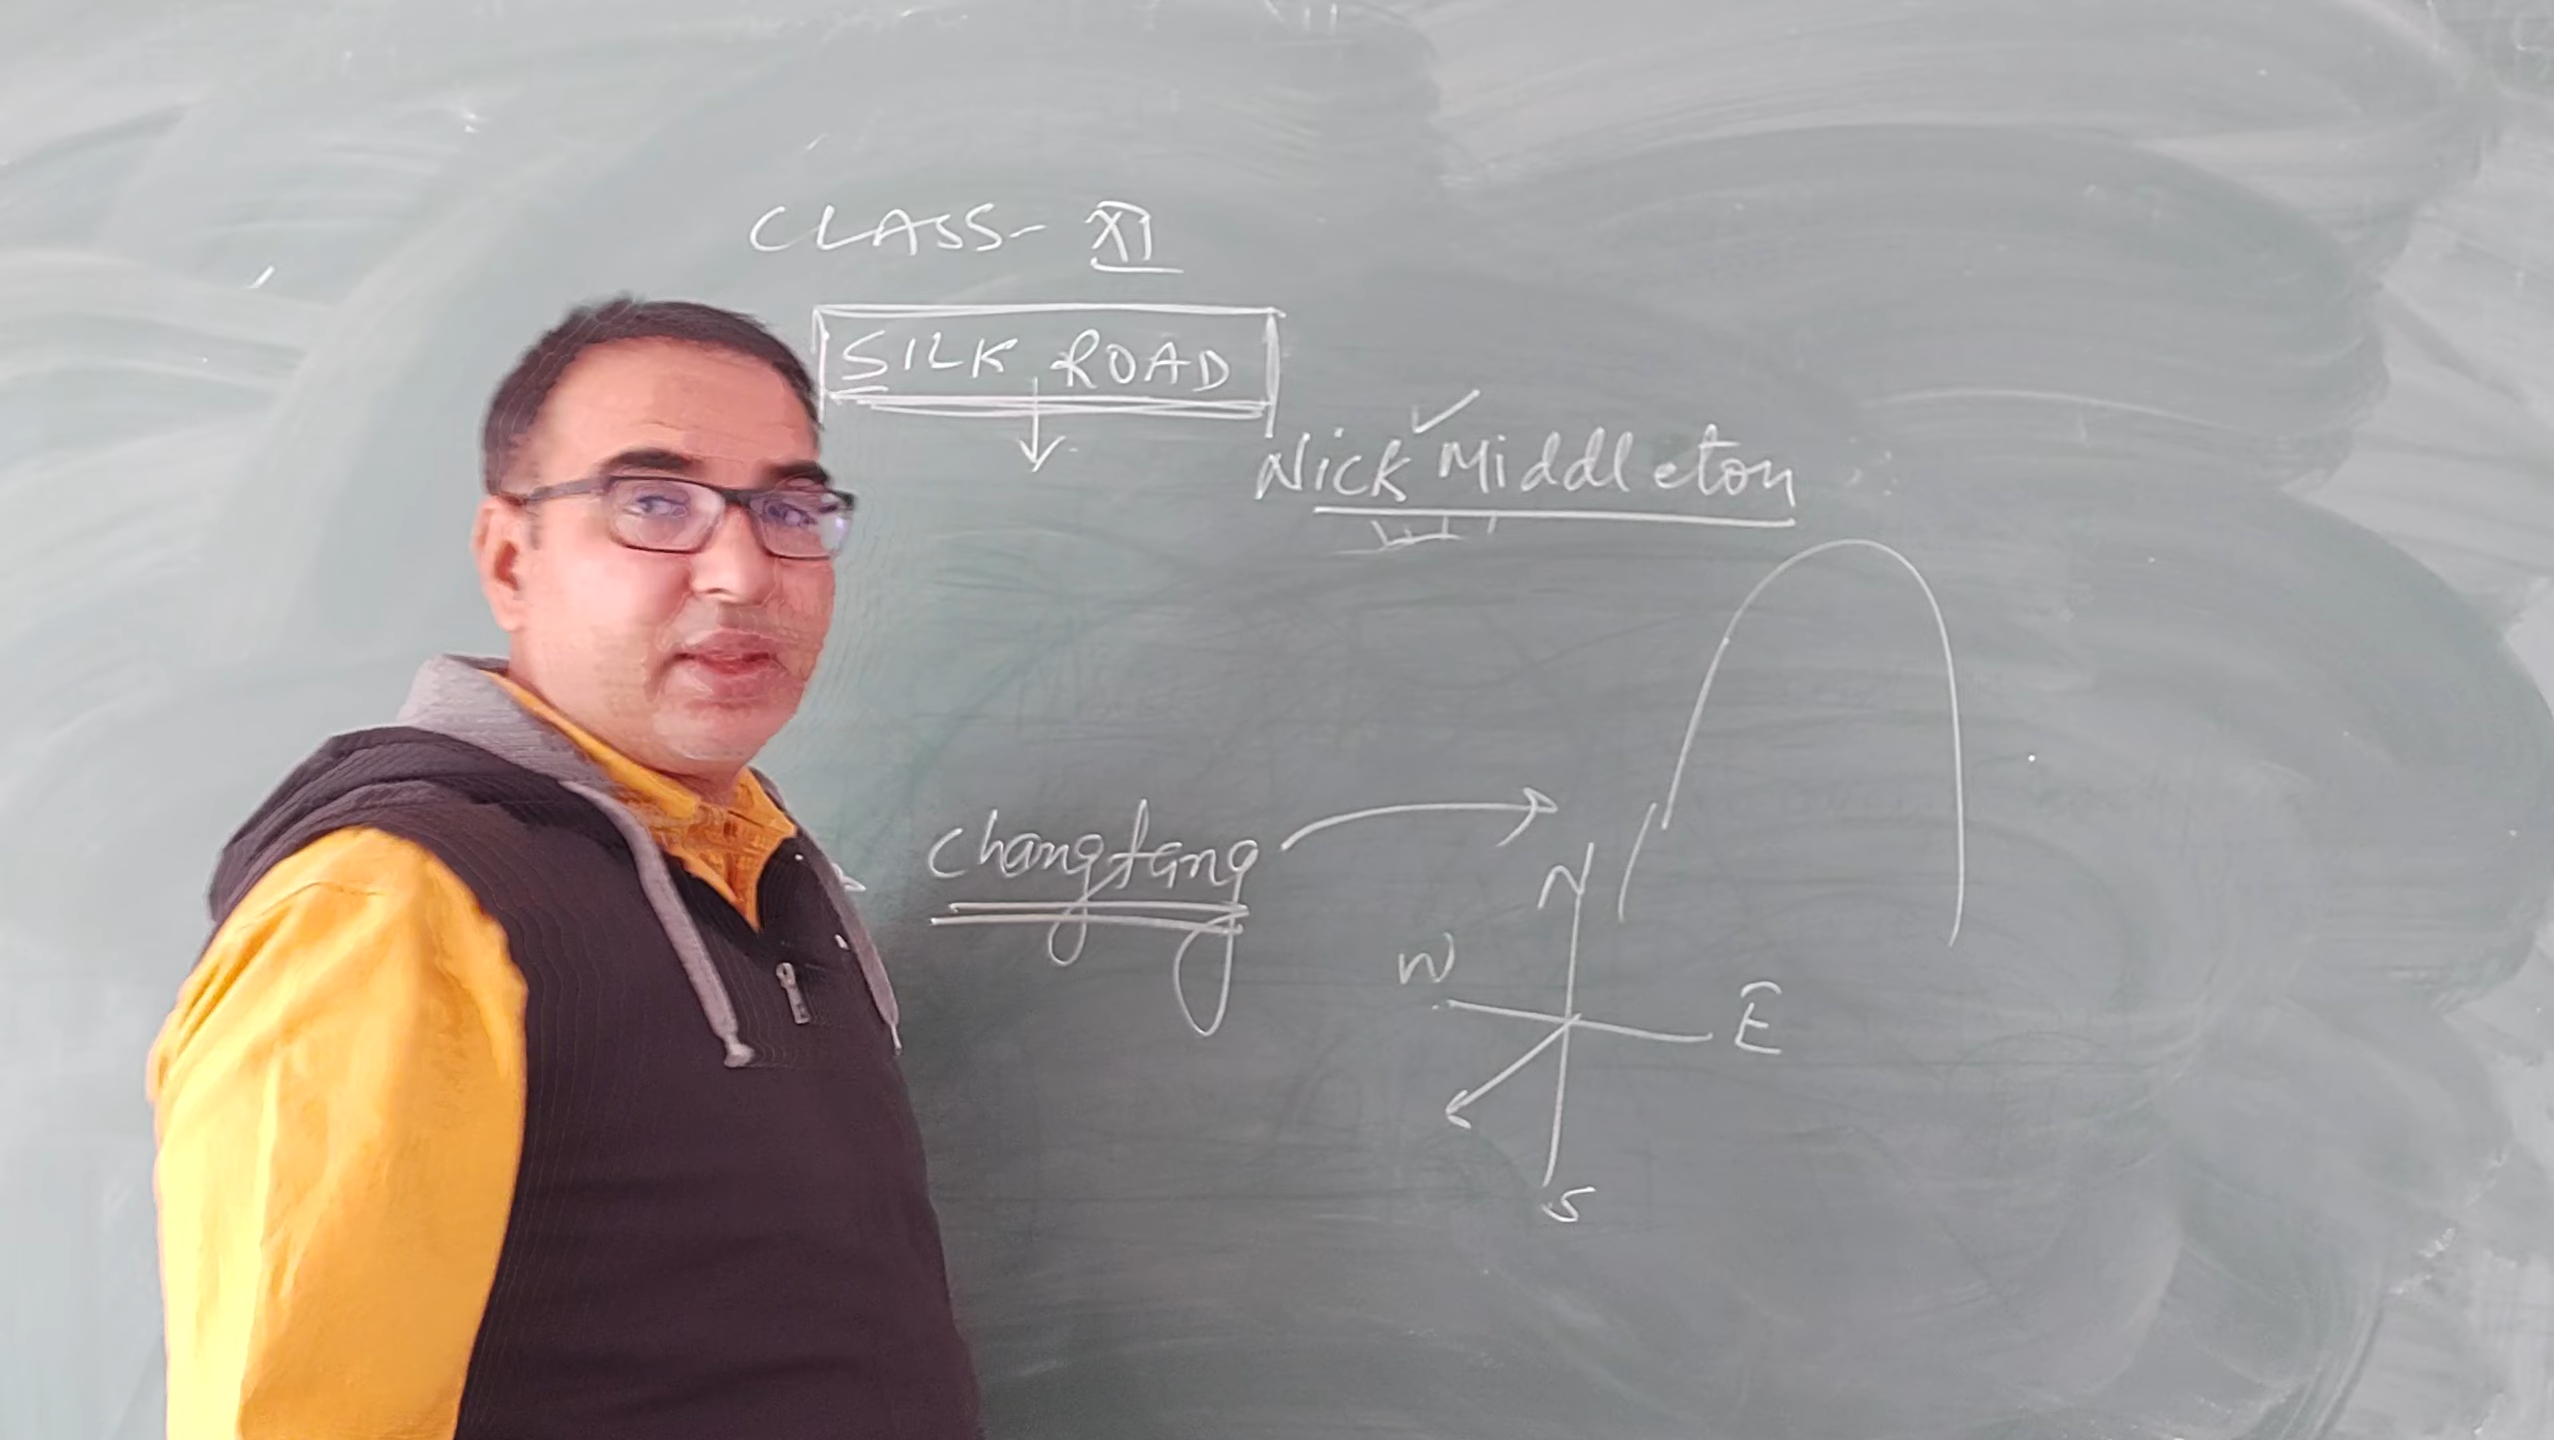 CLASS- XI
SILK ROAD
Nick Middleton
Changtang
N
W
E
S